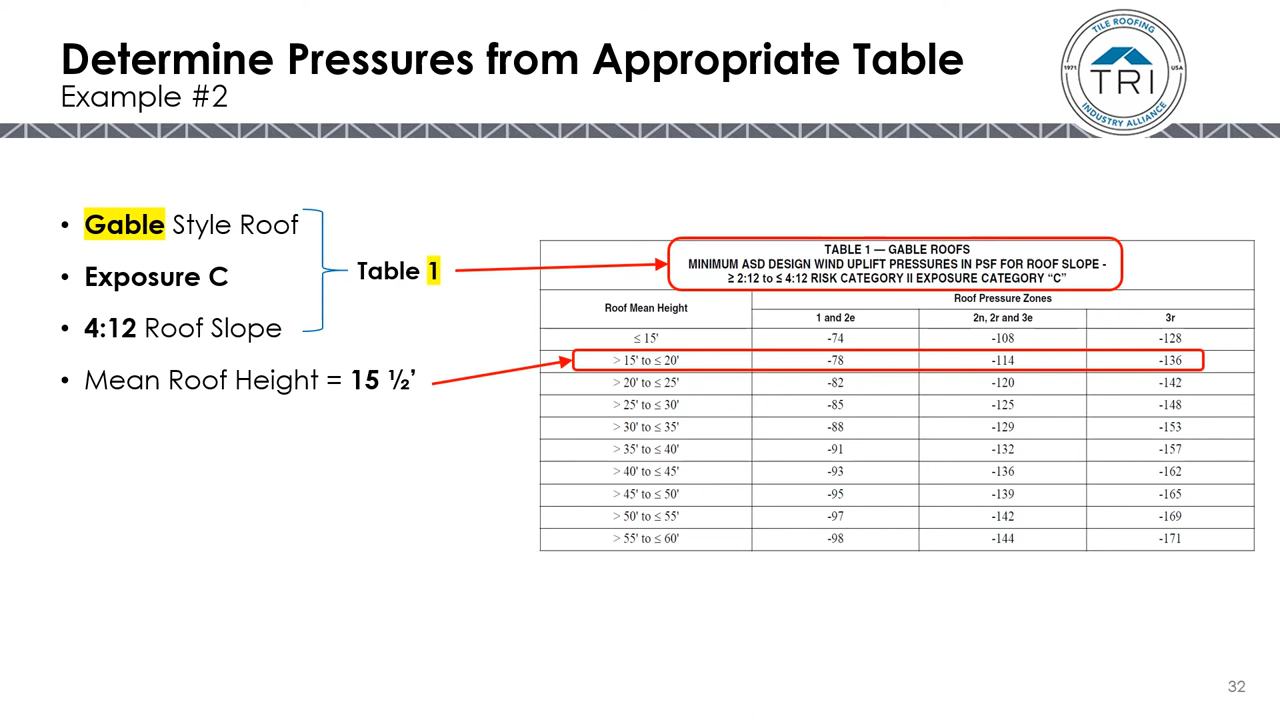 Determine Pressures from Appropriate Table
Example #2
TILE ROOFING
1971
USA
TRI
INDUSTRY ALLIANCE
• Gable Style Roof
• Exposure C
• 4:12 Roof Slope
• Mean Roof Height = 15 ½’
Table 1
TABLE 1 — GABLE ROOFS
MINIMUM ASD DESIGN WIND UPLIFT PRESSURES IN PSF FOR ROOF SLOPE -
≥ 2:12 to ≤ 4:12 RISK CATEGORY II EXPOSURE CATEGORY “C”
Roof Mean Height Roof Pressure Zones
1 and 2e 2n, 2r and 3e 3r
≤ 15' -74 -108 -128
> 15' to ≤ 20' -78 -114 -136
> 20' to ≤ 25' -82 -120 -142
> 25' to ≤ 30' -85 -125 -148
> 30' to ≤ 35' -88 -129 -153
> 35' to ≤ 40' -91 -132 -157
> 40' to ≤ 45' -93 -136 -162
> 45' to ≤ 50' -95 -139 -165
> 50' to ≤ 55' -97 -142 -169
> 55' to ≤ 60' -98 -144 -171
32